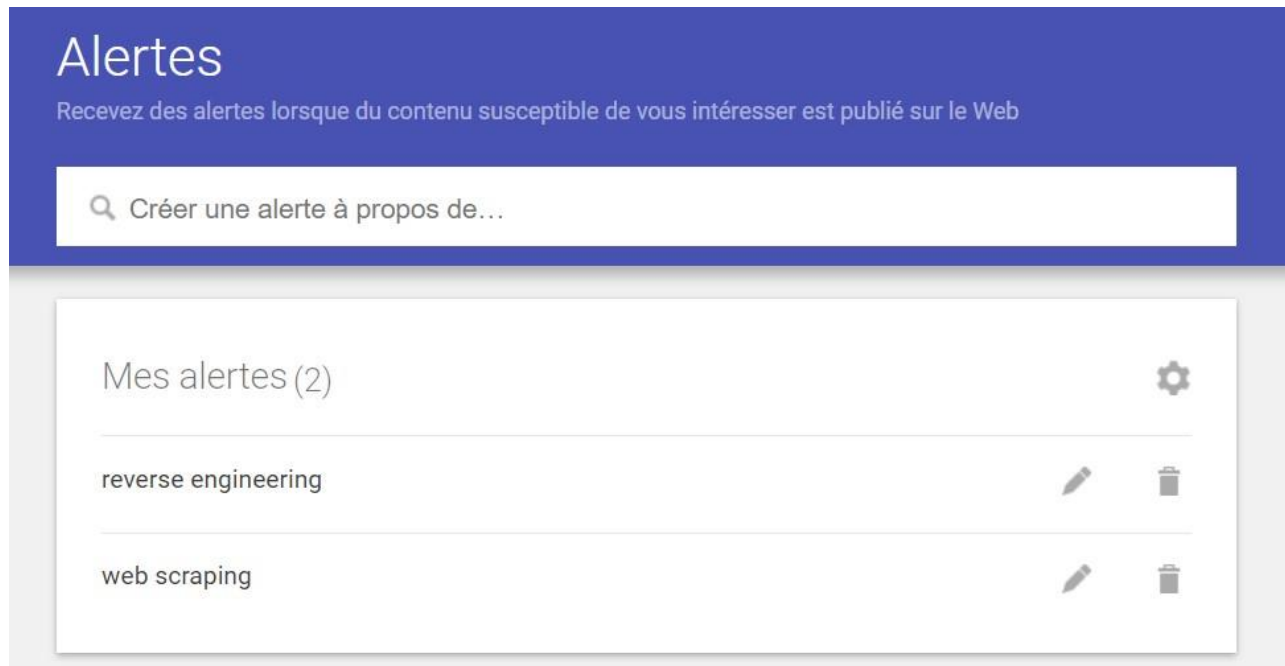 Alertes
Recevez des alertes lorsque du contenu susceptible de vous intéresser est publié sur le Web
Créer une alerte à propos de…
Mes alertes (2)
reverse engineering
web scraping